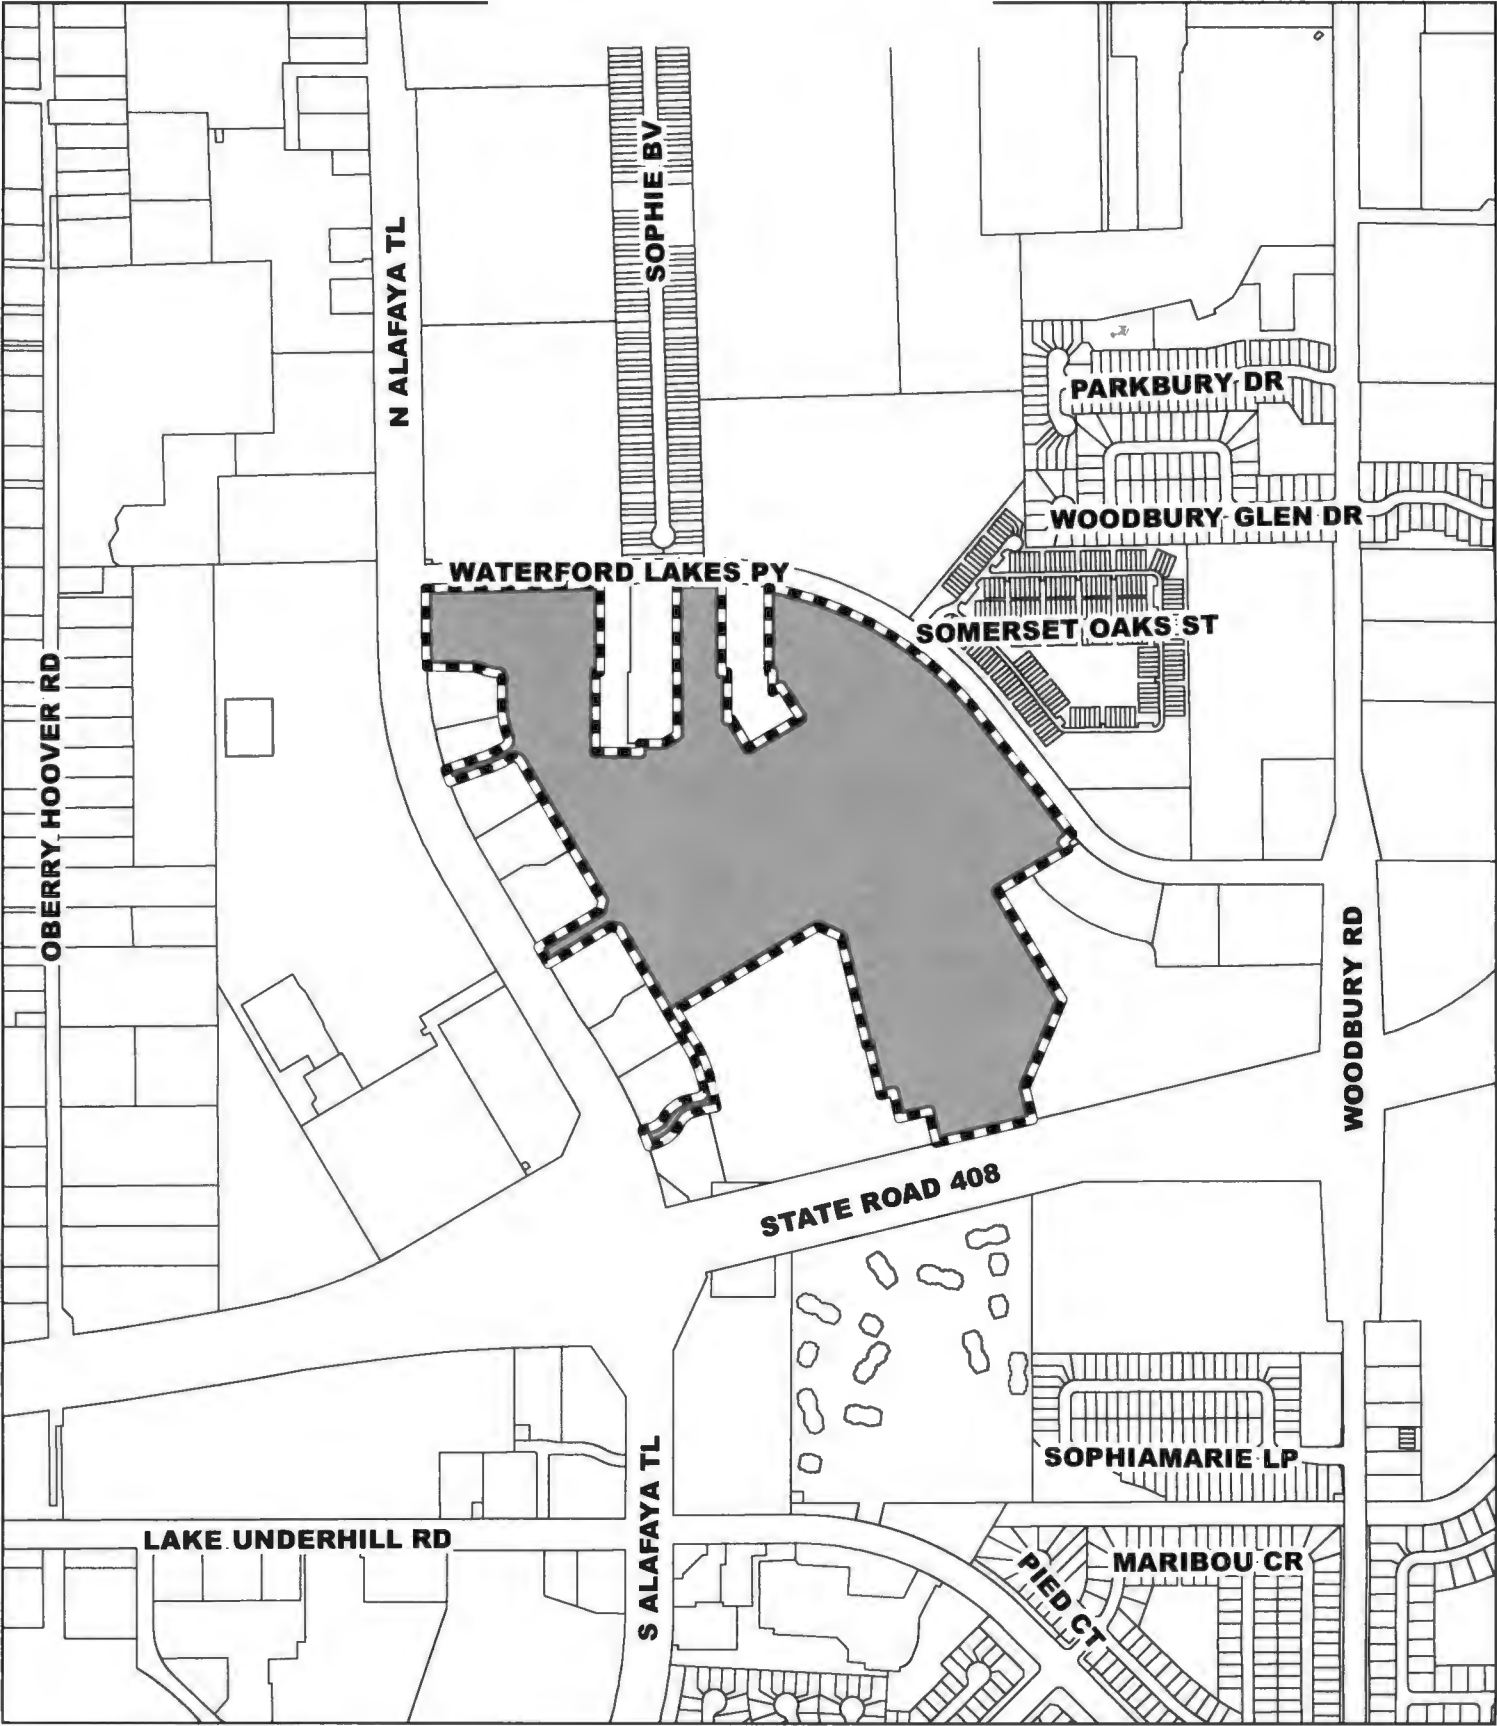 SOPHIE BV
N ALAFAYA TL
PARKBURY DR
WOODBURY GLEN DR
WATERFORD LAKES PY
SOMERSET OAKS ST
OBERRY HOOVER RD
WOODBURY RD
STATE ROAD 408
SOPHIAMARIE LP
S ALAFAYA TL
LAKE UNDERHILL RD
MARIBOU CR
PIED CT